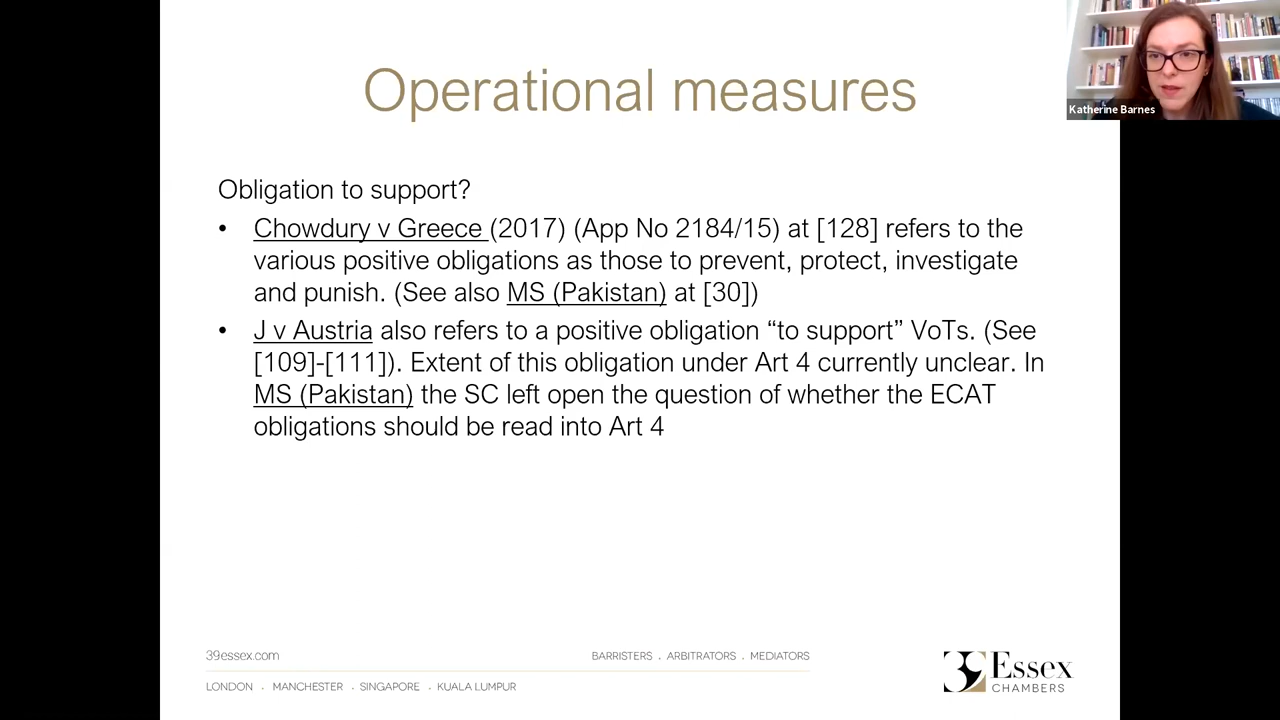 Operational measures
Katherine Barnes
Obligation to support?
• Chowdury v Greece (2017) (App No 2184/15) at [128] refers to the
various positive obligations as those to prevent, protect, investigate
and punish. (See also MS (Pakistan) at [30])
• J v Austria also refers to a positive obligation “to support” VoTs. (See
[109]-[111]). Extent of this obligation under Art 4 currently unclear. In
MS (Pakistan) the SC left open the question of whether the ECAT
obligations should be read into Art 4
39essex.com
BARRISTERS . ARBITRATORS . MEDIATORS
LONDON . MANCHESTER . SINGAPORE . KUALA LUMPUR
39 Essex
CHAMBERS